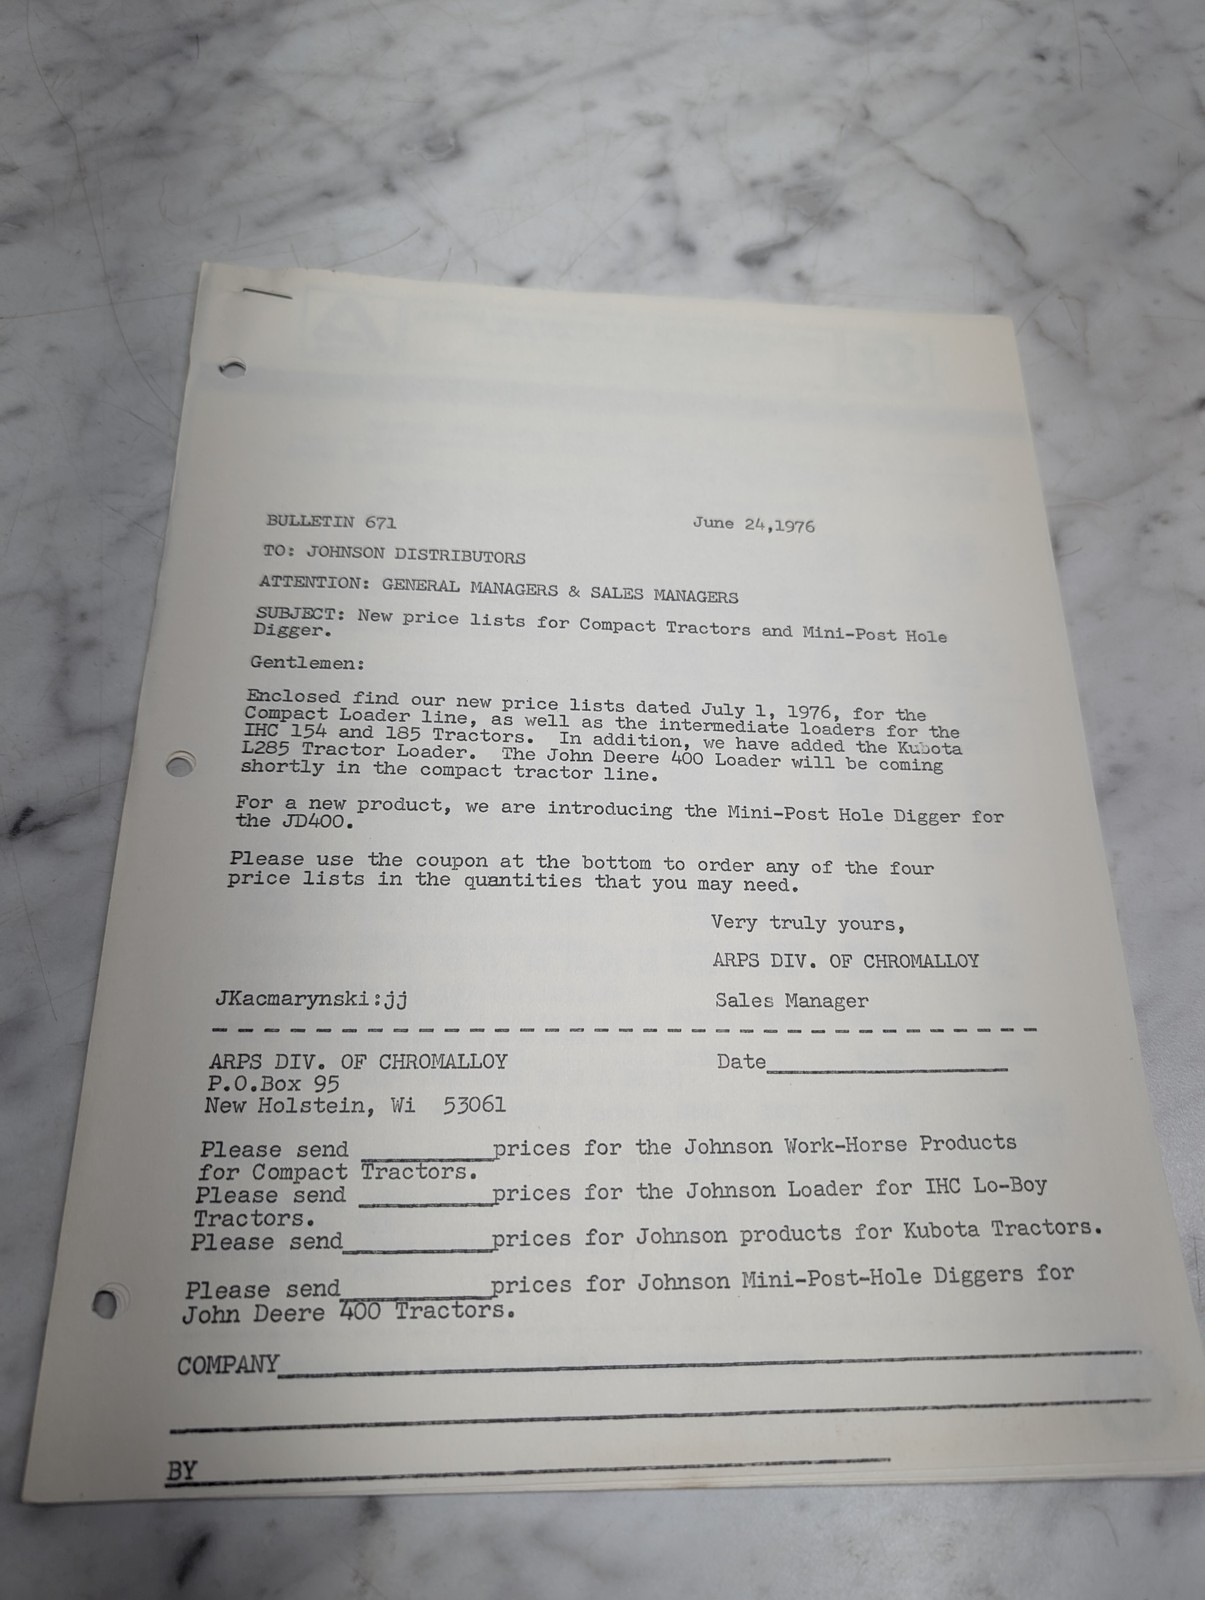 BULLETIN 671 June 24,1976
TO: JOHNSON DISTRIBUTORS
ATTENTION: GENERAL MANAGERS & SALES MANAGERS
SUBJECT: New price lists for Compact Tractors and Mini-Post Hole
Digger.
Gentlemen:
Enclosed find our new price lists dated July 1, 1976, for the
Compact Loader line, as well as the intermediate loaders for the
IHC 154 and 185 Tractors. In addition, we have added the Kubota
L285 Tractor Loader. The John Deere 400 Loader will be coming
shortly in the compact tractor line.
For a new product, we are introducing the Mini-Post Hole Digger for
the JD400.
Please use the coupon at the bottom to order any of the four
price lists in the quantities that you may need.
Very truly yours,
ARPS DIV. OF CHROMALLOY
JKacmarynski:jj Sales Manager
ARPS DIV. OF CHROMALLOY Date
P.O.Box 95
New Holstein, Wi 53061
Please send prices for the Johnson Work-Horse Products
for Compact Tractors.
Please send prices for the Johnson Loader for IHC Lo-Boy
Tractors.
Please send prices for Johnson products for Kubota Tractors.
Please send prices for Johnson Mini-Post-Hole Diggers for
John Deere 400 Tractors.
COMPANY
BY